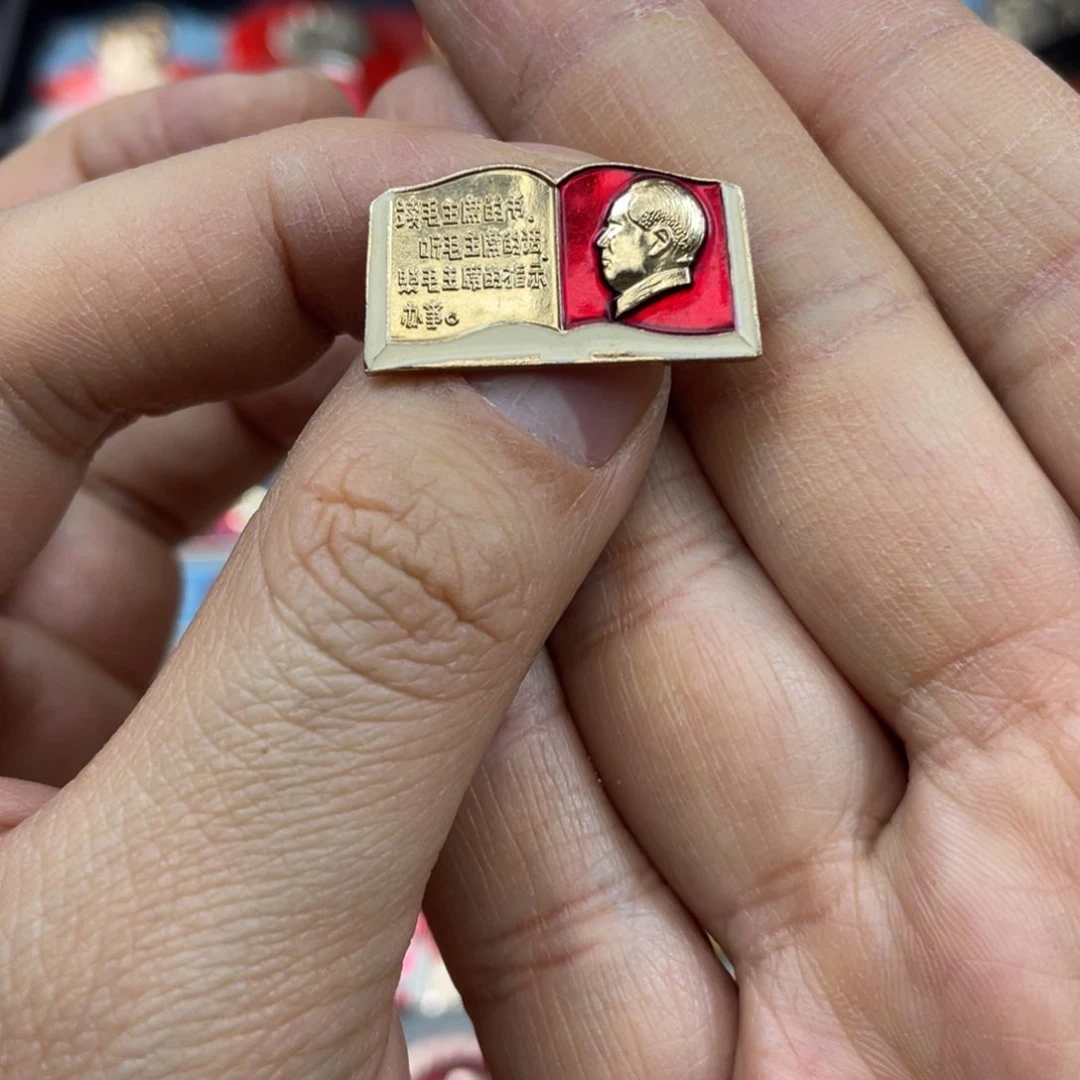 读毛主席的书,
听毛主席的话,
照毛主席的指示
办事。